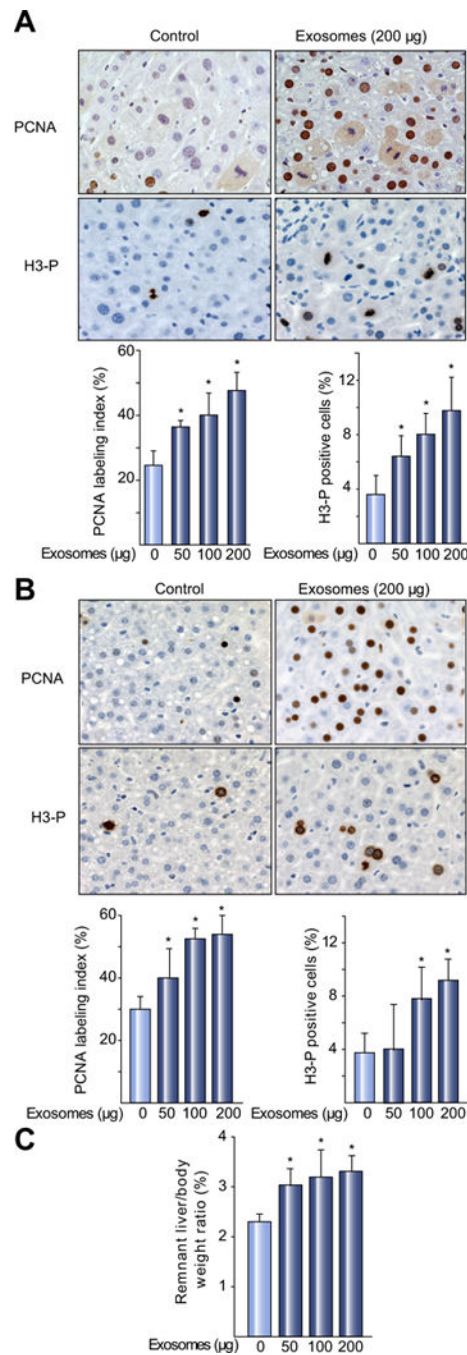 A
Control Exosomes (200 µg)
PCNA
H3-P
60
40
20
PCNA labeling index (%)
* * *
Exosomes (µg)
0 50 100 200
12
8
4
H3-P positive cells (%)
* * *
Exosomes (µg)
0 50 100 200
B
Control Exosomes (200 µg)
PCNA
H3-P
60
40
20
PCNA labeling index (%)
* * *
Exosomes (µg)
0 50 100 200
12
8
4
H3-P positive cells (%)
* *
Exosomes (µg)
0 50 100 200
C
4
3
2
1
Remnant liver/body
weight ratio (%)
* * *
Exosomes (µg)
0 50 100 200